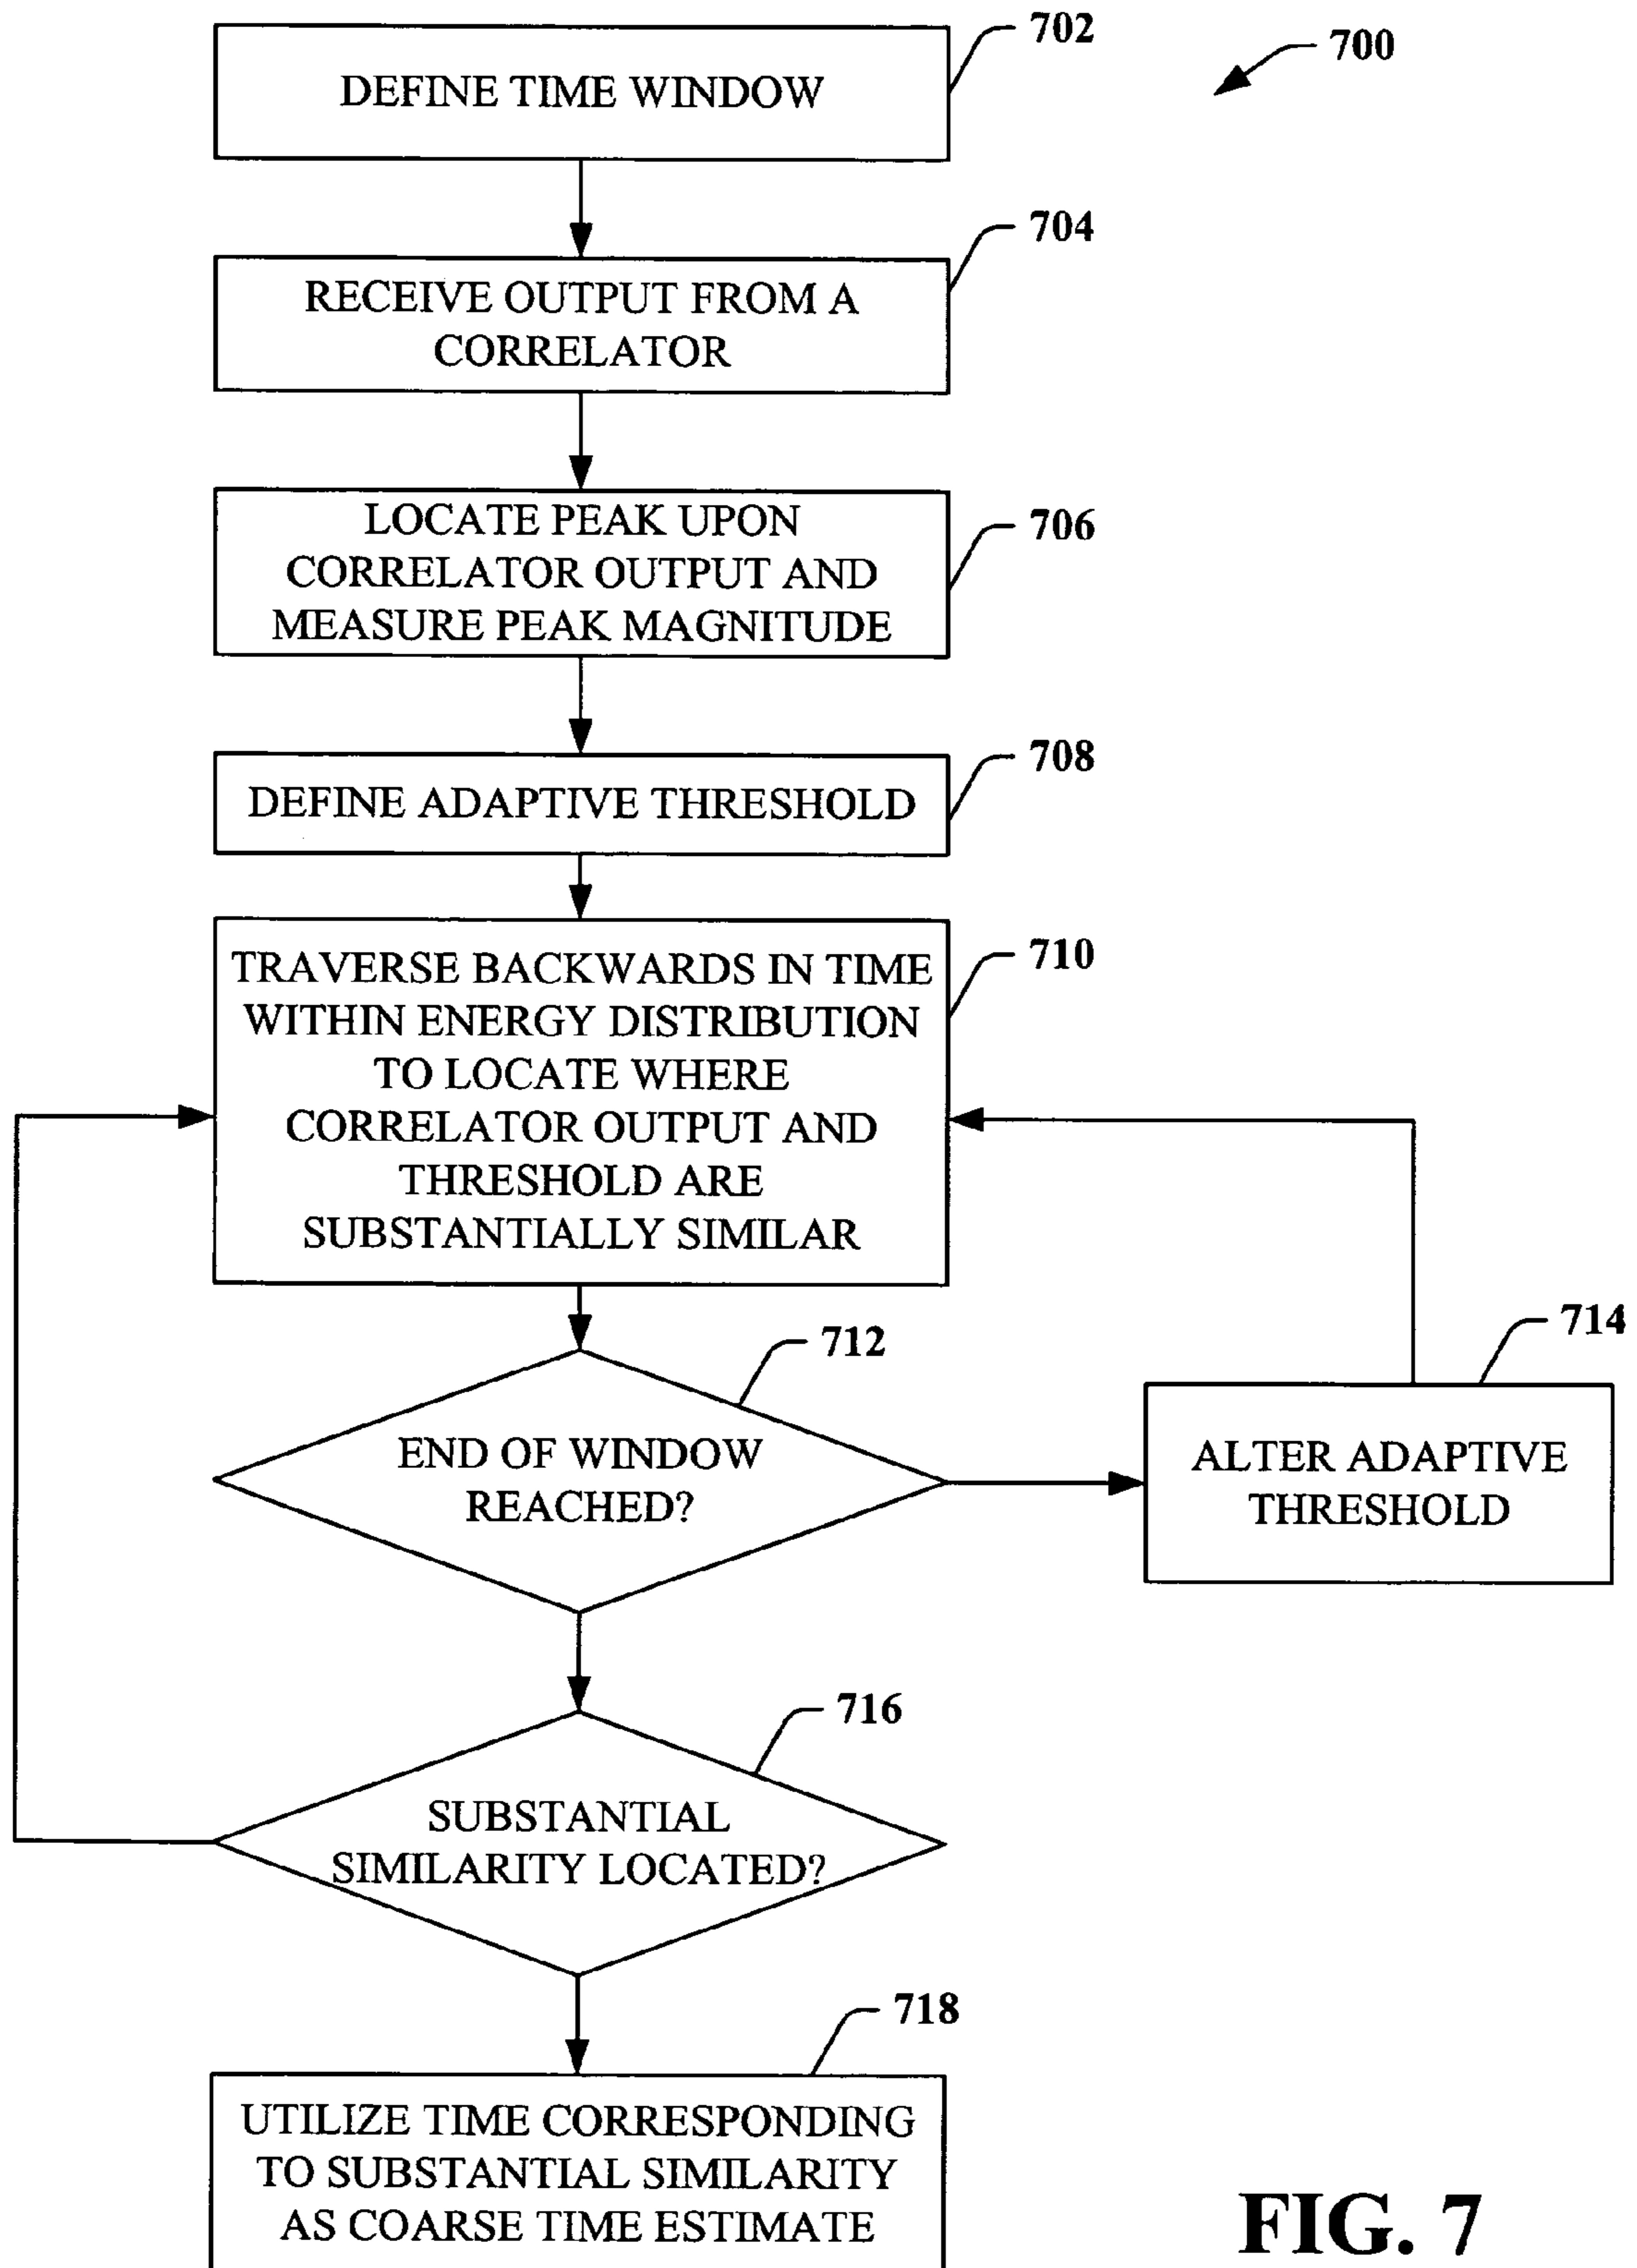 702
700
DEFINE TIME WINDOW
704
RECEIVE OUTPUT FROM A
CORRELATOR
706
LOCATE PEAK UPON
CORRELATOR OUTPUT AND
MEASURE PEAK MAGNITUDE
708
DEFINE ADAPTIVE THRESHOLD
710
TRAVERSE BACKWARDS IN TIME
WITHIN ENERGY DISTRIBUTION
TO LOCATE WHERE
CORRELATOR OUTPUT AND
THRESHOLD ARE
SUBSTANTIALLY SIMILAR
712
714
END OF WINDOW
REACHED?
ALTER ADAPTIVE
THRESHOLD
716
SUBSTANTIAL
SIMILARITY LOCATED?
718
UTILIZE TIME CORRESPONDING
TO SUBSTANTIAL SIMILARITY
AS COARSE TIME ESTIMATE
FIG. 7